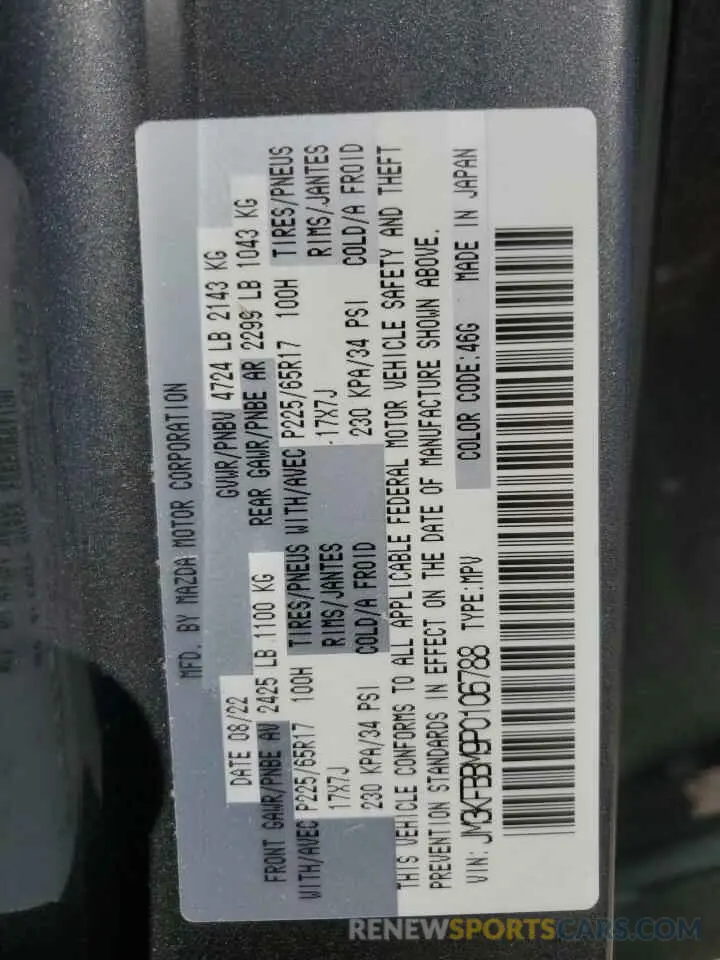 MFD. BY MAZDA MOTOR CORPORATION
DATE 08/22 GVWR/PNBV 4724 LB 2143 KG
FRONT GAWR/PNBE AV 2425 LB 1100 KG REAR GAWR/PNBE AR 2299 LB 1043 KG
WITH/AVEC P225/65R17 100H TIRES/PNEUS WITH/AVEC P225/65R17 100H TIRES/PNEUS
17X7J RIMS/JANTES 17X7J RIMS/JANTES
230 KPA/34 PSI COLD/A FROID 230 KPA/34 PSI COLD/A FROID
THIS VEHICLE CONFORMS TO ALL APPLICABLE FEDERAL MOTOR VEHICLE SAFETY AND THEFT
PREVENTION STANDARDS IN EFFECT ON THE DATE OF MANUFACTURE SHOWN ABOVE.
VIN: JM3KFBBM9P0106788 TYPE:MPV COLOR CODE:46G MADE IN JAPAN
RENEWSPORTSCARS.COM